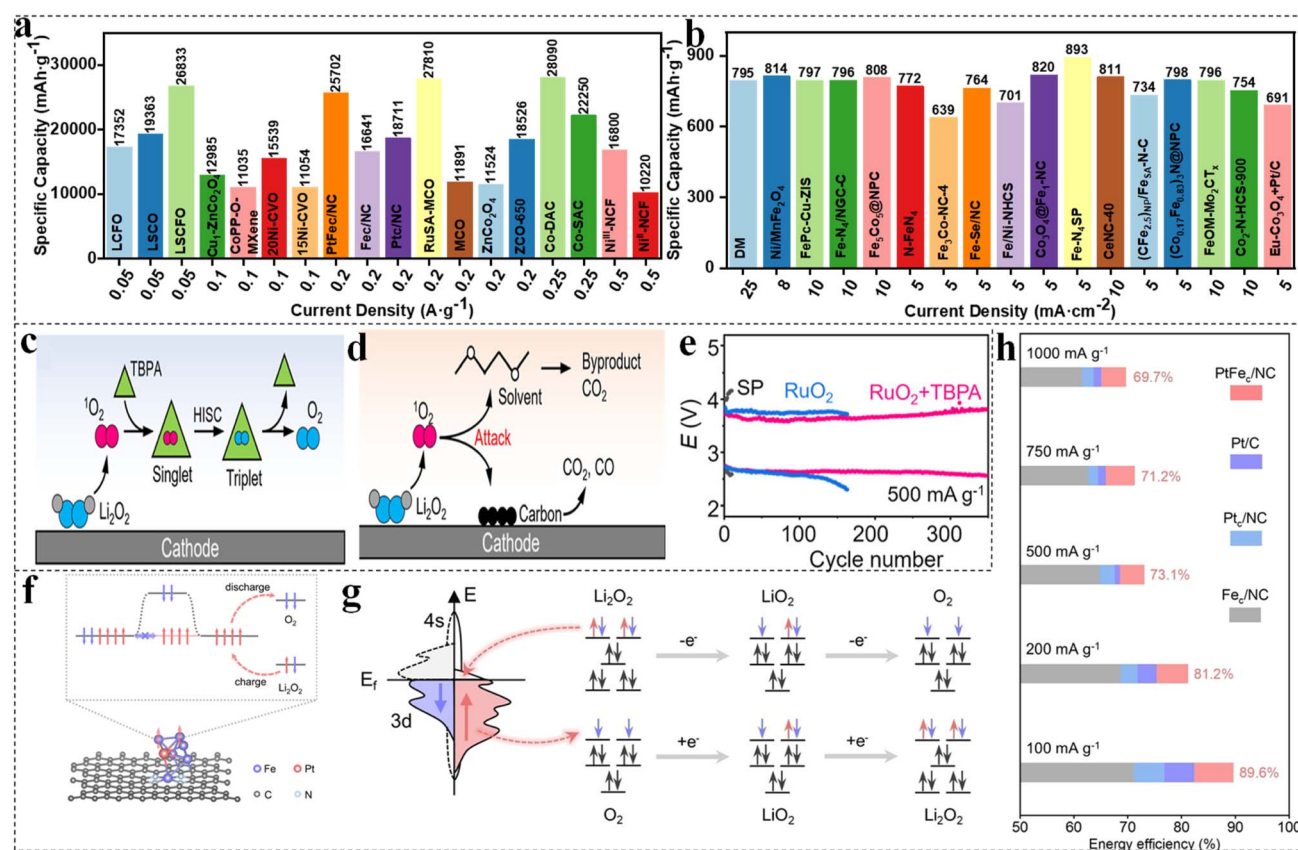 a
Specific Capacity (mAh·g⁻¹)
30000
20000
10000
0
17352
19363
26833
12985
11035
15539
11054
25702
16641
18711
27810
11891
11524
18526
28090
22250
16800
10220
LCFO
LSCO
LSCFO
Cu₁-ZnCo₂O₄
CoPP-O-
MXene
20Ni-CVO
15Ni-CVO
PtFec/NC
Fec/NC
Ptc/NC
RuSA-MCO
MCO
ZnCo₂O₄
ZCO-650
Co-DAC
Co-SAC
Niᴵᴵᴵ-NCF
Niᴵᴵ-NCF
0.05 0.05 0.05 0.1 0.1 0.1 0.1 0.2 0.2 0.2 0.2 0.2 0.2 0.2 0.25 0.25 0.5 0.5
Current Density (A·g⁻¹)
b
Specific Capacity (mAh·g⁻¹)
900
600
300
0
795 814 797 796 808 772 639 764 701 820 893 811 734 798 796 754 691
DM
Ni/MnFe₂O₄
FePc-Cu-ZIS
Fe-N₄/NGC-C
Fe₅Co₅@NPC
N-FeN₄
Fe₃Co-NC-4
Fe-Se/NC
Fe/Ni-NHCS
Co₃O₄@Fe₁-NC
Fe-N₄SP
CeNC-40
(CFe₂.₅)NP/FeSA-N-C
(Co₀.₁₇Fe₀.₈₃)₃N@NPC
FeOM-Mo₂CTₓ
Co₂-N-HCS-900
Eu-Co₃O₄+Pt/C
25 8 10 10 10 5 5 5 5 5 5 10 5 5 10 10 5
Current Density (mA·cm⁻²)
c
TBPA
¹O₂
HISC
O₂
Singlet
Triplet
Li₂O₂
Cathode
d
Solvent
Byproduct
CO₂
¹O₂
Attack
CO₂, CO
Li₂O₂
Carbon
Cathode
e
E (V)
5
4
3
2
SP
RuO₂
RuO₂+TBPA
500 mA g⁻¹
0 100 200 300
Cycle number
f
discharge
O₂
charge
Li₂O₂
Fe
Pt
C
N
g
E
4s
Ef
3d
Li₂O₂
LiO₂
O₂
-e⁻
-e⁻
+e⁻
+e⁻
O₂
LiO₂
Li₂O₂
h
1000 mA g⁻¹
69.7%
750 mA g⁻¹
71.2%
500 mA g⁻¹
73.1%
200 mA g⁻¹
81.2%
100 mA g⁻¹
89.6%
PtFec/NC
Pt/C
Ptc/NC
Fec/NC
50 60 70 80 90 100
Energy efficiency (%)